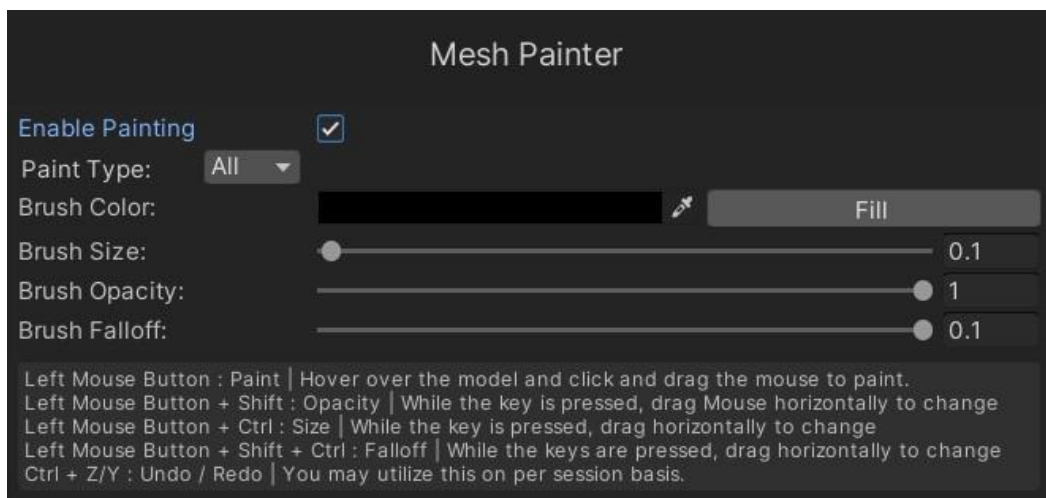 Mesh Painter
Enable Painting
Paint Type: All
Brush Color: Fill
Brush Size: 0.1
Brush Opacity: 1
Brush Falloff: 0.1
Left Mouse Button : Paint | Hover over the model and click and drag the mouse to paint.
Left Mouse Button + Shift : Opacity | While the key is pressed, drag Mouse horizontally to change
Left Mouse Button + Ctrl : Size | While the key is pressed, drag horizontally to change
Left Mouse Button + Shift + Ctrl : Falloff | While the keys are pressed, drag horizontally to change
Ctrl + Z/Y : Undo / Redo | You may utilize this on per session basis.